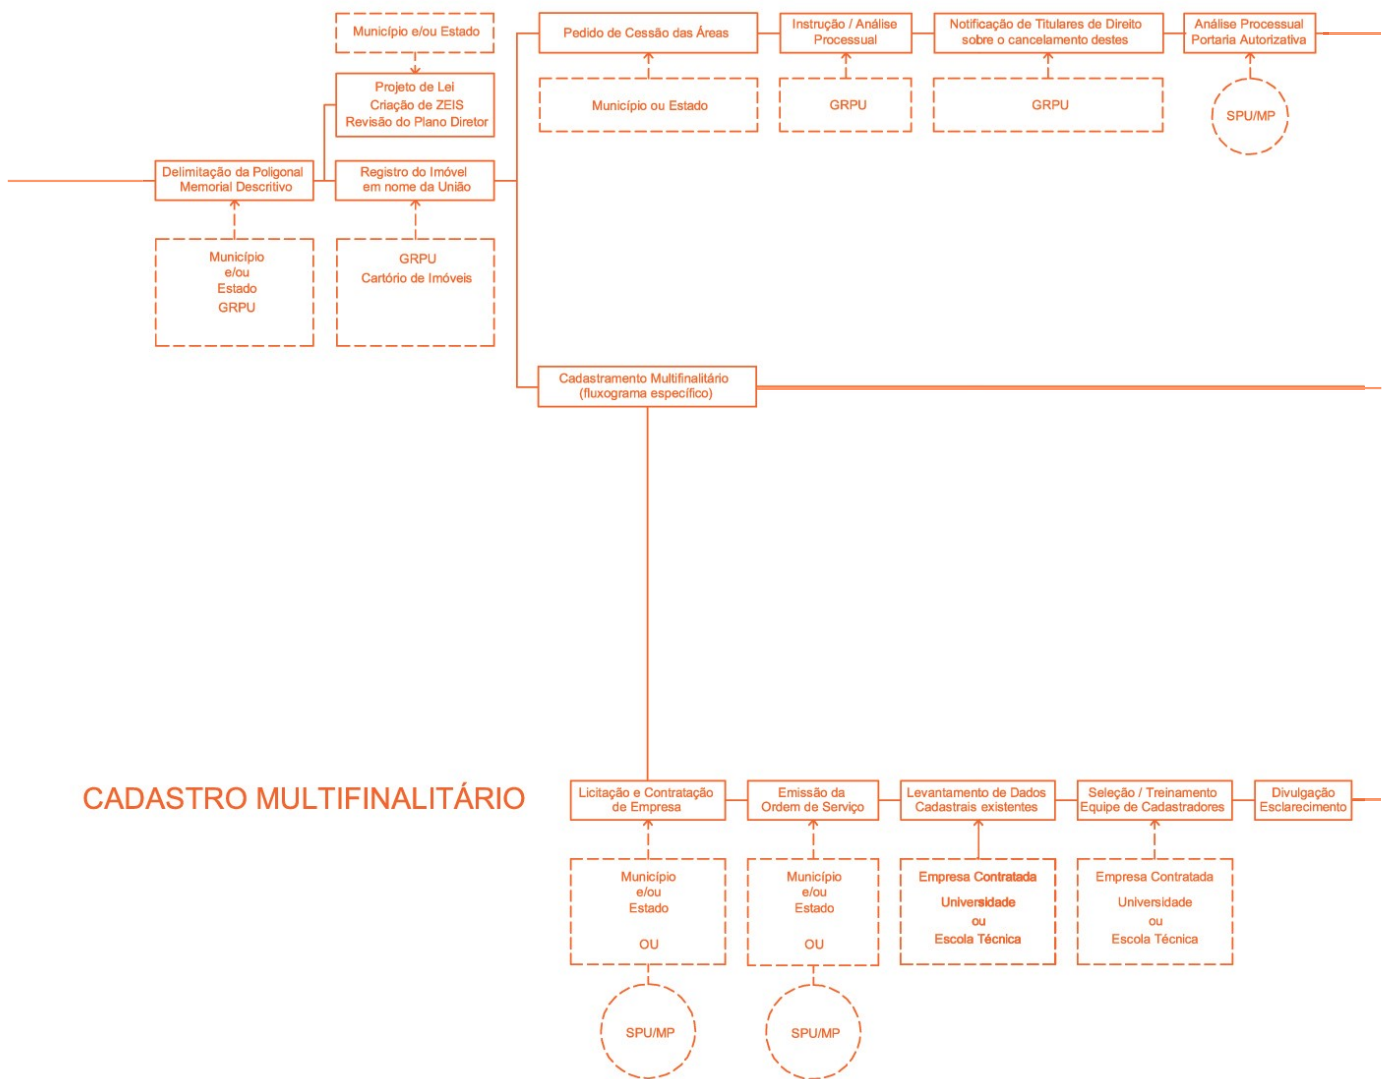 Município e/ou Estado
Projeto de Lei
Criação de ZEIS
Revisão do Plano Diretor
Delimitação da Poligonal
Memorial Descritivo
Município
e/ou
Estado
GRPU
Registro do Imóvel
em nome da União
GRPU
Cartório de Imóveis
Pedido de Cessão das Áreas
Município ou Estado
Instrução / Análise
Processual
GRPU
Notificação de Titulares de Direito
sobre o cancelamento destes
GRPU
Análise Processual
Portaria Autorizativa
SPU/MP
Cadastramento Multifinalitário
(fluxograma específico)
CADASTRO MULTIFINALITÁRIO
Licitação e Contratação
de Empresa
Município
e/ou
Estado
OU
SPU/MP
Emissão da
Ordem de Serviço
Município
e/ou
Estado
OU
SPU/MP
Levantamento de Dados
Cadastrais existentes
Empresa Contratada
Universidade
ou
Escola Técnica
Seleção / Treinamento
Equipe de Cadastradores
Empresa Contratada
Universidade
ou
Escola Técnica
Divulgação
Esclarecimento